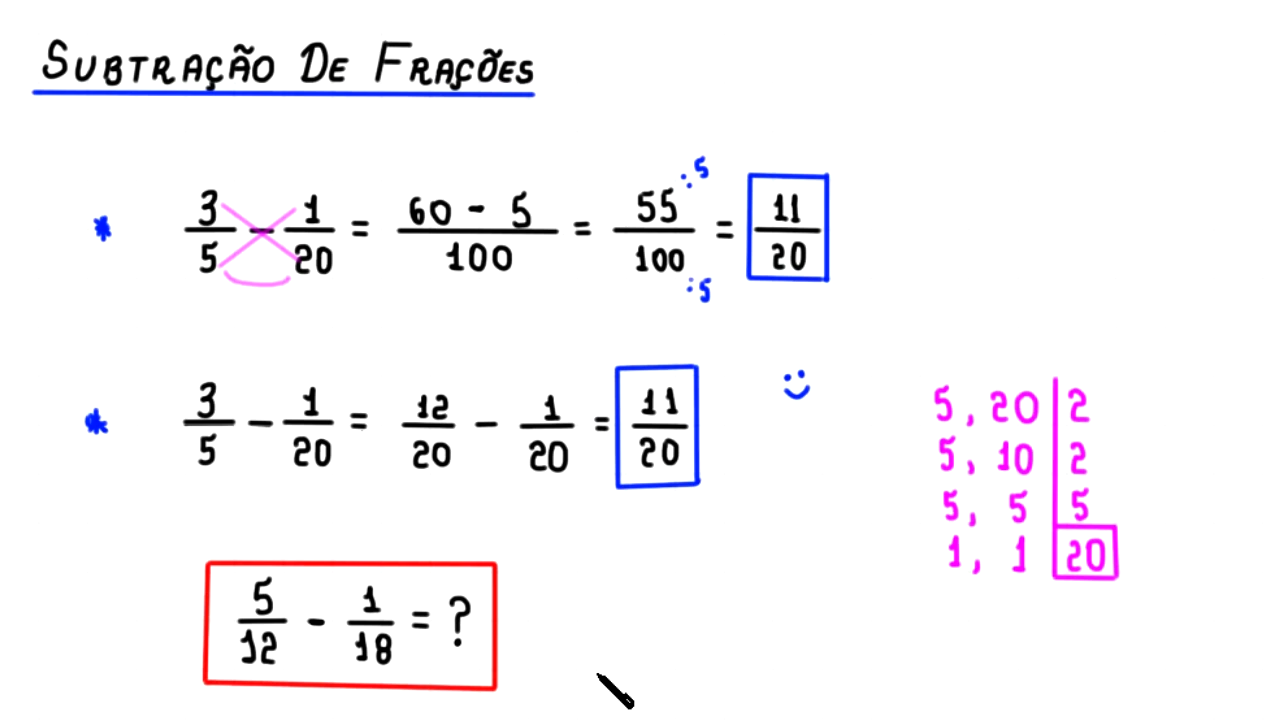 SUBTRAÇÃO DE FRAÇÕES
* 3/5 - 1/20 = 60 - 5/100 = 55:5/100:5 = 11/20
* 3/5 - 1/20 = 12/20 - 1/20 = 11/20
5, 20 | 2
5, 10 | 2
5, 5 | 5
1, 1 | 20
5/12 - 1/18 = ?